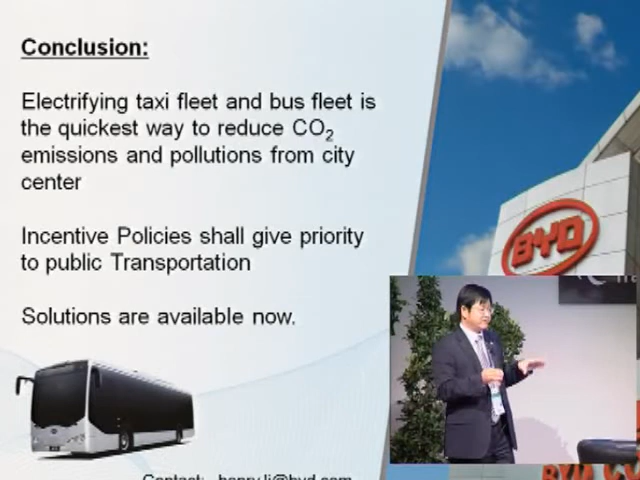 Conclusion:
Electrifying taxi fleet and bus fleet is
the quickest way to reduce CO₂
emissions and pollutions from city
center
Incentive Policies shall give priority
to public Transportation
Solutions are available now.
BYD
Contact: henry.li@byd.com
BYD CO